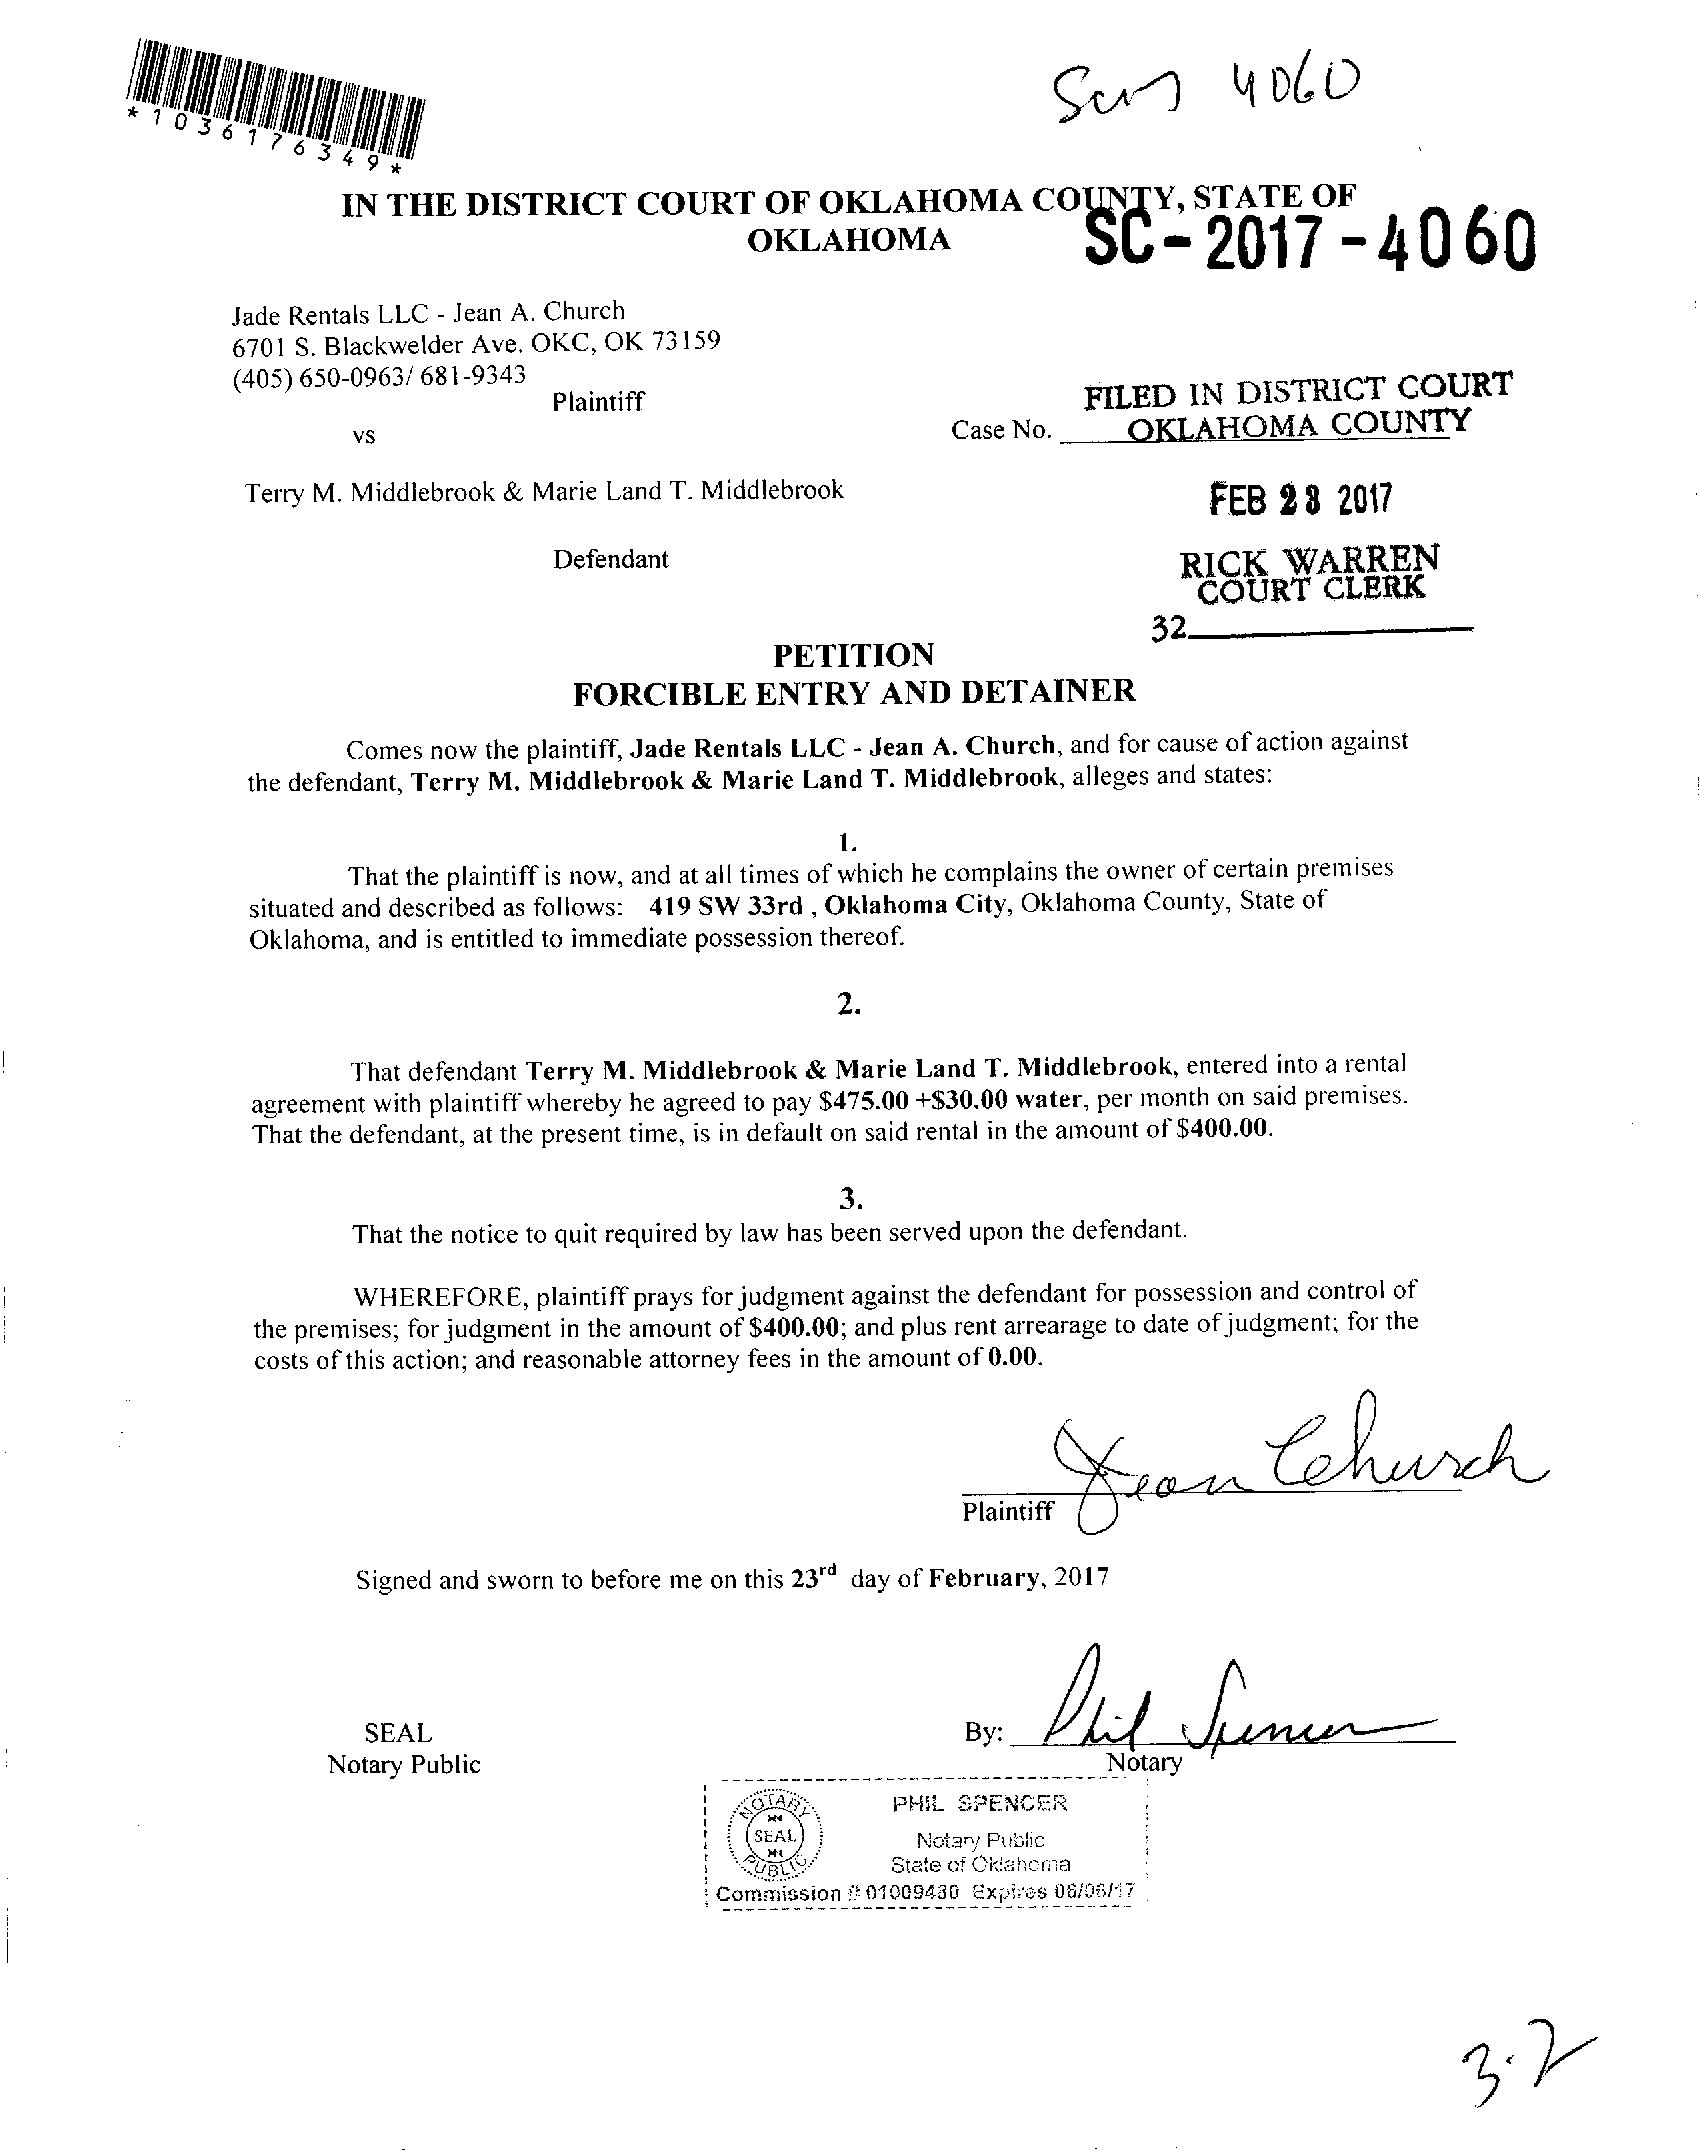 *1036176349*
4060
IN THE DISTRICT COURT OF OKLAHOMA COUNTY, STATE OF
OKLAHOMA
SC-2017-4060
Jade Rentals LLC - Jean A. Church
6701 S. Blackwelder Ave. OKC, OK 73159
(405) 650-0963/ 681-9343
Plaintiff
vs
Case No.
FILED IN DISTRICT COURT
OKLAHOMA COUNTY
Terry M. Middlebrook & Marie Land T. Middlebrook
FEB 23 2017
Defendant
RICK WARREN
COURT CLERK
32
PETITION
FORCIBLE ENTRY AND DETAINER
Comes now the plaintiff, Jade Rentals LLC - Jean A. Church, and for cause of action against
the defendant, Terry M. Middlebrook & Marie Land T. Middlebrook, alleges and states:
1.
That the plaintiff is now, and at all times of which he complains the owner of certain premises
situated and described as follows: 419 SW 33rd , Oklahoma City, Oklahoma County, State of
Oklahoma, and is entitled to immediate possession thereof.
2.
That defendant Terry M. Middlebrook & Marie Land T. Middlebrook, entered into a rental
agreement with plaintiff whereby he agreed to pay $475.00 +$30.00 water, per month on said premises.
That the defendant, at the present time, is in default on said rental in the amount of $400.00.
3.
That the notice to quit required by law has been served upon the defendant.
WHEREFORE, plaintiff prays for judgment against the defendant for possession and control of
the premises; for judgment in the amount of $400.00; and plus rent arrearage to date of judgment; for the
costs of this action; and reasonable attorney fees in the amount of 0.00.
Jean Church
Plaintiff
Signed and sworn to before me on this 23rd day of February, 2017
SEAL
Notary Public
By: Phil Spencer
Notary
NOTARY
SEAL
PUBLIC
PHIL SPENCER
Notary Public
State of Oklahoma
Commission # 01009430 Expires 06/06/17
3-2